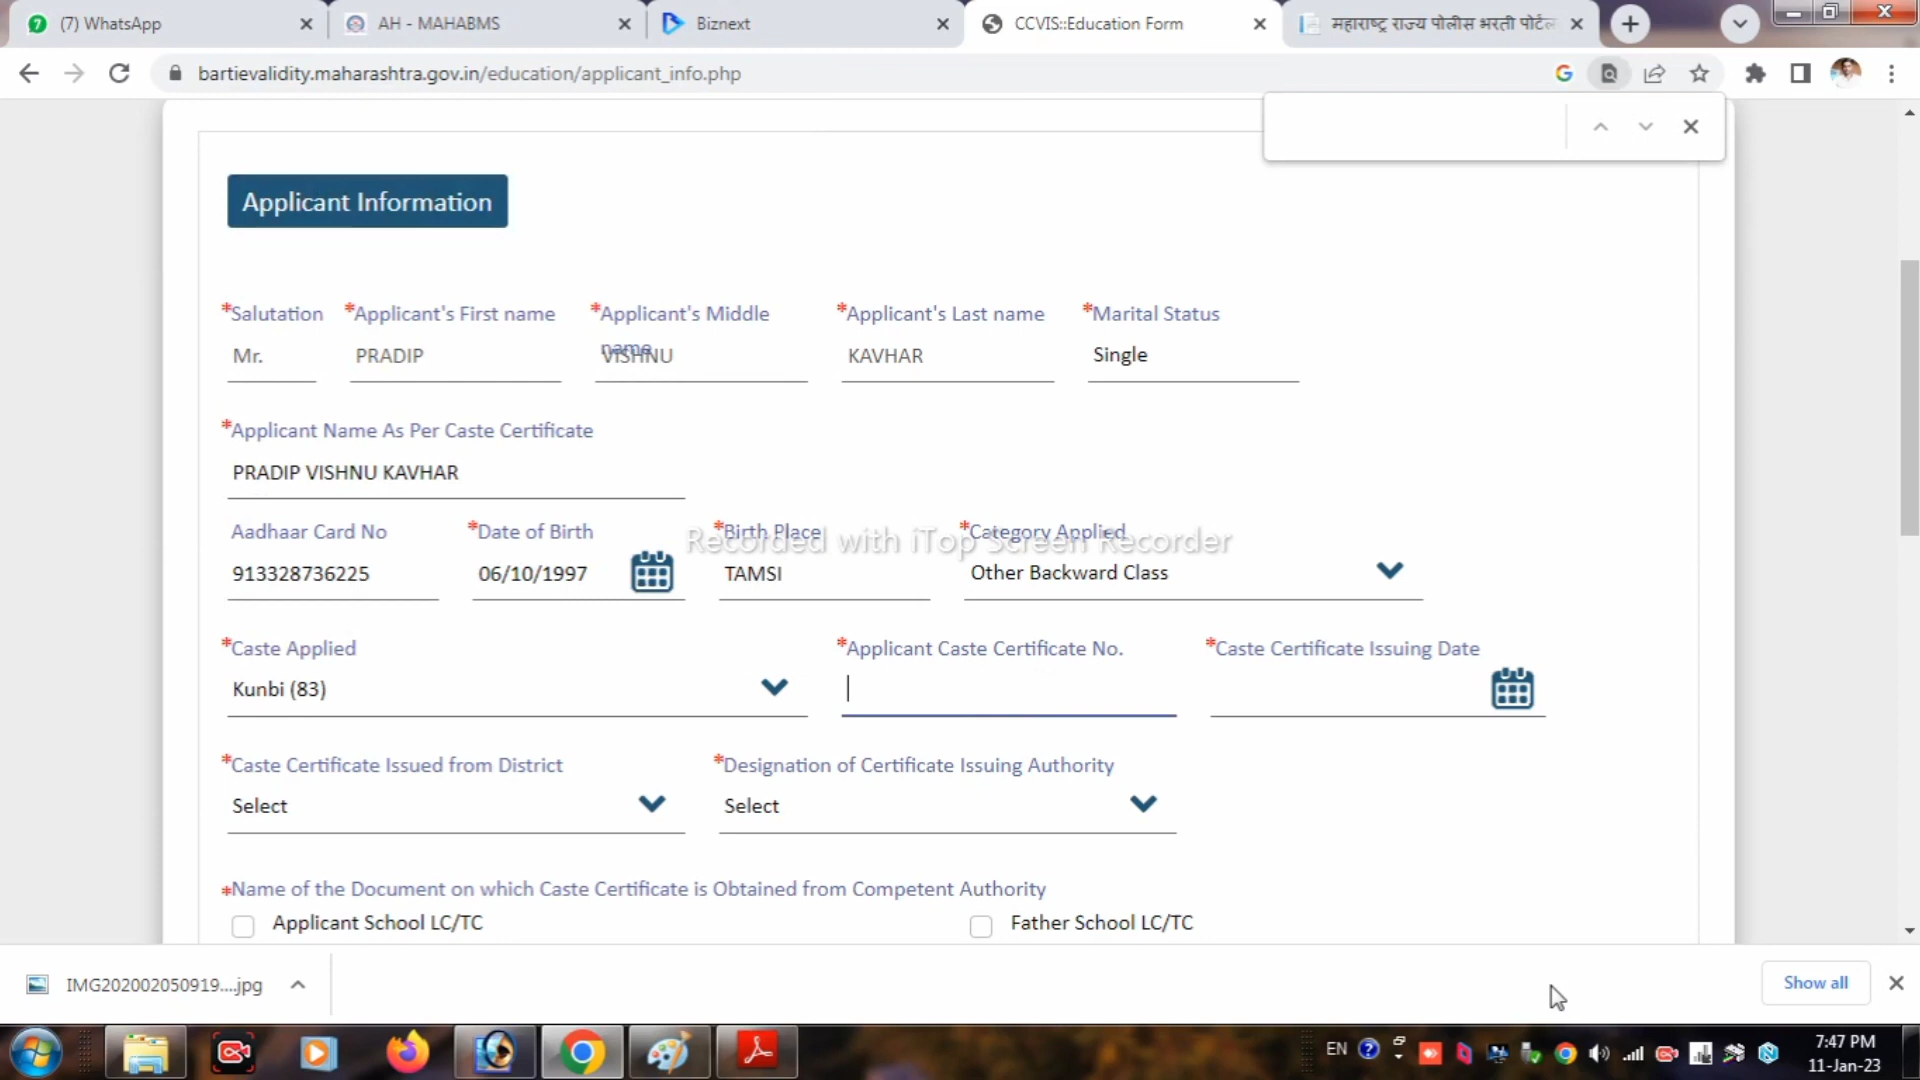 (7) WhatsApp
AH - MAHABMS
Biznext
CCVIS::Education Form
महाराष्ट्र राज्य पोलीस भरती पोर्टल
bartievalidity.maharashtra.gov.in/education/applicant_info.php
Applicant Information
*Salutation *Applicant's First name *Applicant's Middle name *Applicant's Last name *Marital Status
Mr. PRADIP VISHNU KAVHAR Single
*Applicant Name As Per Caste Certificate
PRADIP VISHNU KAVHAR
Aadhaar Card No *Date of Birth *Birth Place *Category Applied
Recorded with iTop Screen Recorder
913328736225 06/10/1997 TAMSI Other Backward Class
*Caste Applied *Applicant Caste Certificate No. *Caste Certificate Issuing Date
Kunbi (83)
*Caste Certificate Issued from District *Designation of Certificate Issuing Authority
Select Select
*Name of the Document on which Caste Certificate is Obtained from Competent Authority
Applicant School LC/TC Father School LC/TC
IMG202002050919....jpg Show all
EN 7:47 PM
11-Jan-23